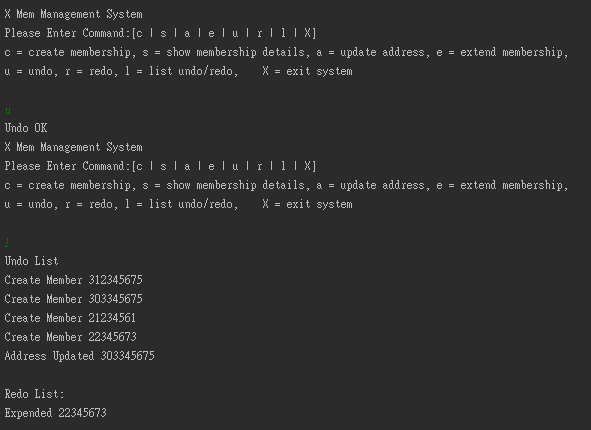 X Mem Management System
Please Enter Command:[c | s | a | e | u | r | l | X]
c = create membership, s = show membership details, a = update address, e = extend membership,
u = undo, r = redo, l = list undo/redo,    X = exit system
u
Undo OK
X Mem Management System
Please Enter Command:[c | s | a | e | u | r | l | X]
c = create membership, s = show membership details, a = update address, e = extend membership,
u = undo, r = redo, l = list undo/redo,    X = exit system
l
Undo List
Create Member 312345675
Create Member 303345675
Create Member 21234561
Create Member 22345673
Address Updated 303345675
Redo List:
Expended 22345673